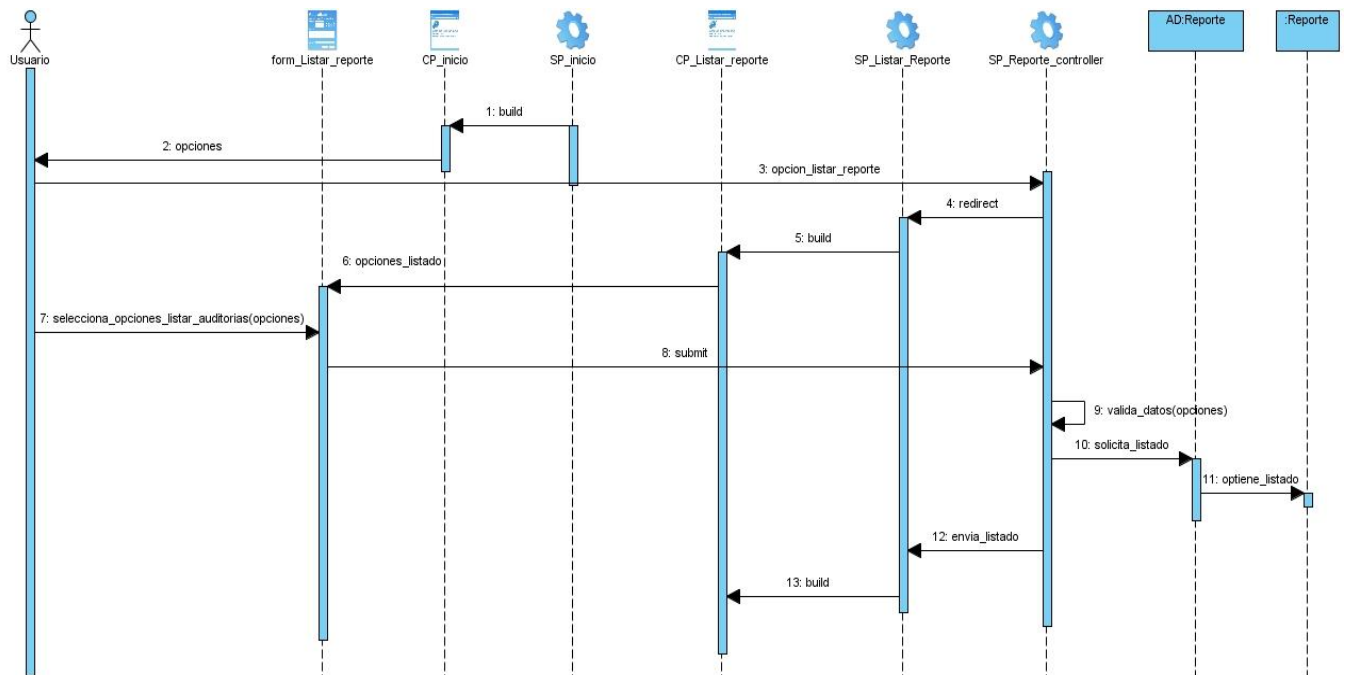 Usuario
form_Listar_reporte
CP_inicio
SP_inicio
CP_Listar_reporte
SP_Listar_Reporte
SP_Reporte_controller
AD:Reporte
:Reporte
1: build
2: opciones
3: opcion_listar_reporte
4: redirect
5: build
6: opciones_listado
7: selecciona_opciones_listar_auditorias(opciones)
8: submit
9: valida_datos(opciones)
10: solicita_listado
11: optiene_listado
12: envia_listado
13: build